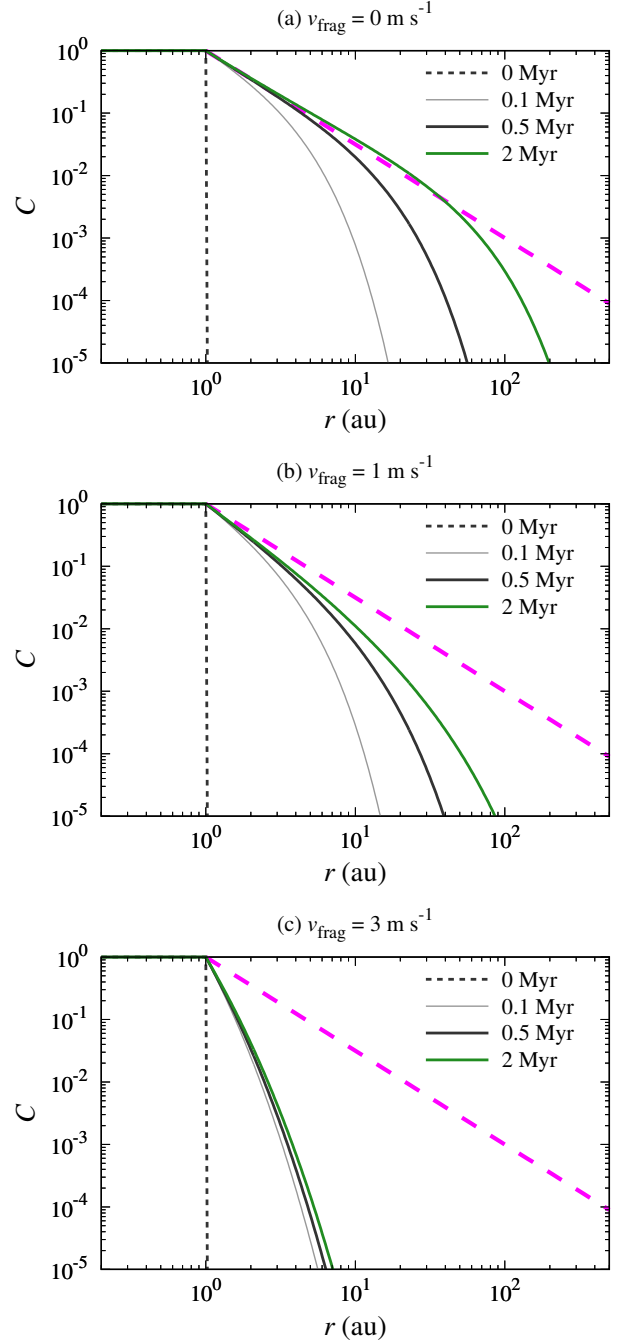 (a) v_frag = 0 m s^-1
10^0
10^-1
10^-2
10^-3
10^-4
10^-5
C
0 Myr
0.1 Myr
0.5 Myr
2 Myr
10^0 10^1 10^2
r (au)
(b) v_frag = 1 m s^-1
10^0
10^-1
10^-2
10^-3
10^-4
10^-5
C
0 Myr
0.1 Myr
0.5 Myr
2 Myr
10^0 10^1 10^2
r (au)
(c) v_frag = 3 m s^-1
10^0
10^-1
10^-2
10^-3
10^-4
10^-5
C
0 Myr
0.1 Myr
0.5 Myr
2 Myr
10^0 10^1 10^2
r (au)